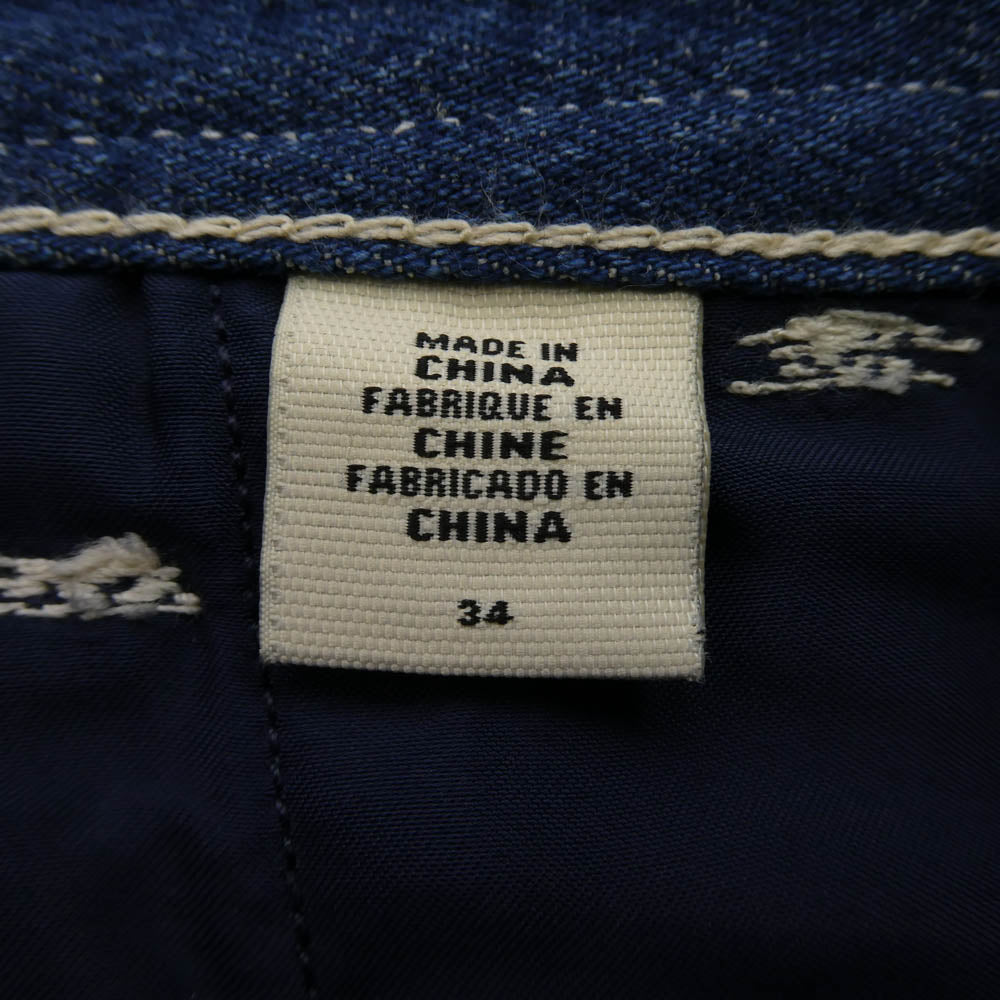 MADE IN
CHINA
FABRIQUE EN
CHINE
FABRICADO EN
CHINA
34